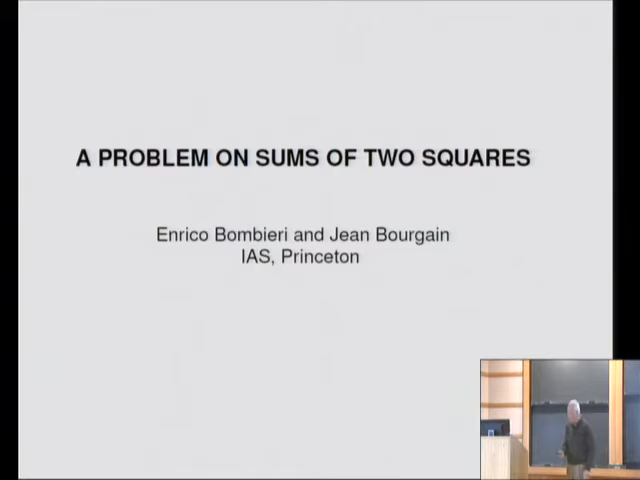 A PROBLEM ON SUMS OF TWO SQUARES
Enrico Bombieri and Jean Bourgain
IAS, Princeton